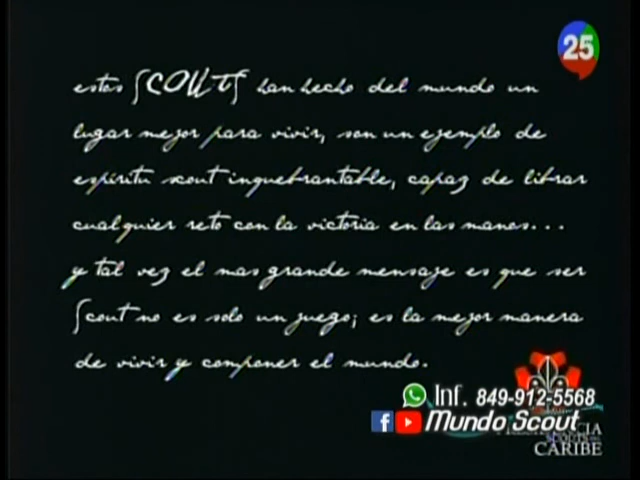 25
estos SCOUTS han hecho del mundo un
lugar mejor para vivir, son un ejemplo de
espíritu scout inquebrantable, capaz de librar
cualquier reto con la victoria en las manos...
y tal vez el mas grande mensaje es que ser
Scout no es solo un juego; es la mejor manera
de vivir y componer el mundo.
Inf. 849-912-5568
f Mundo Scout
CARIBE